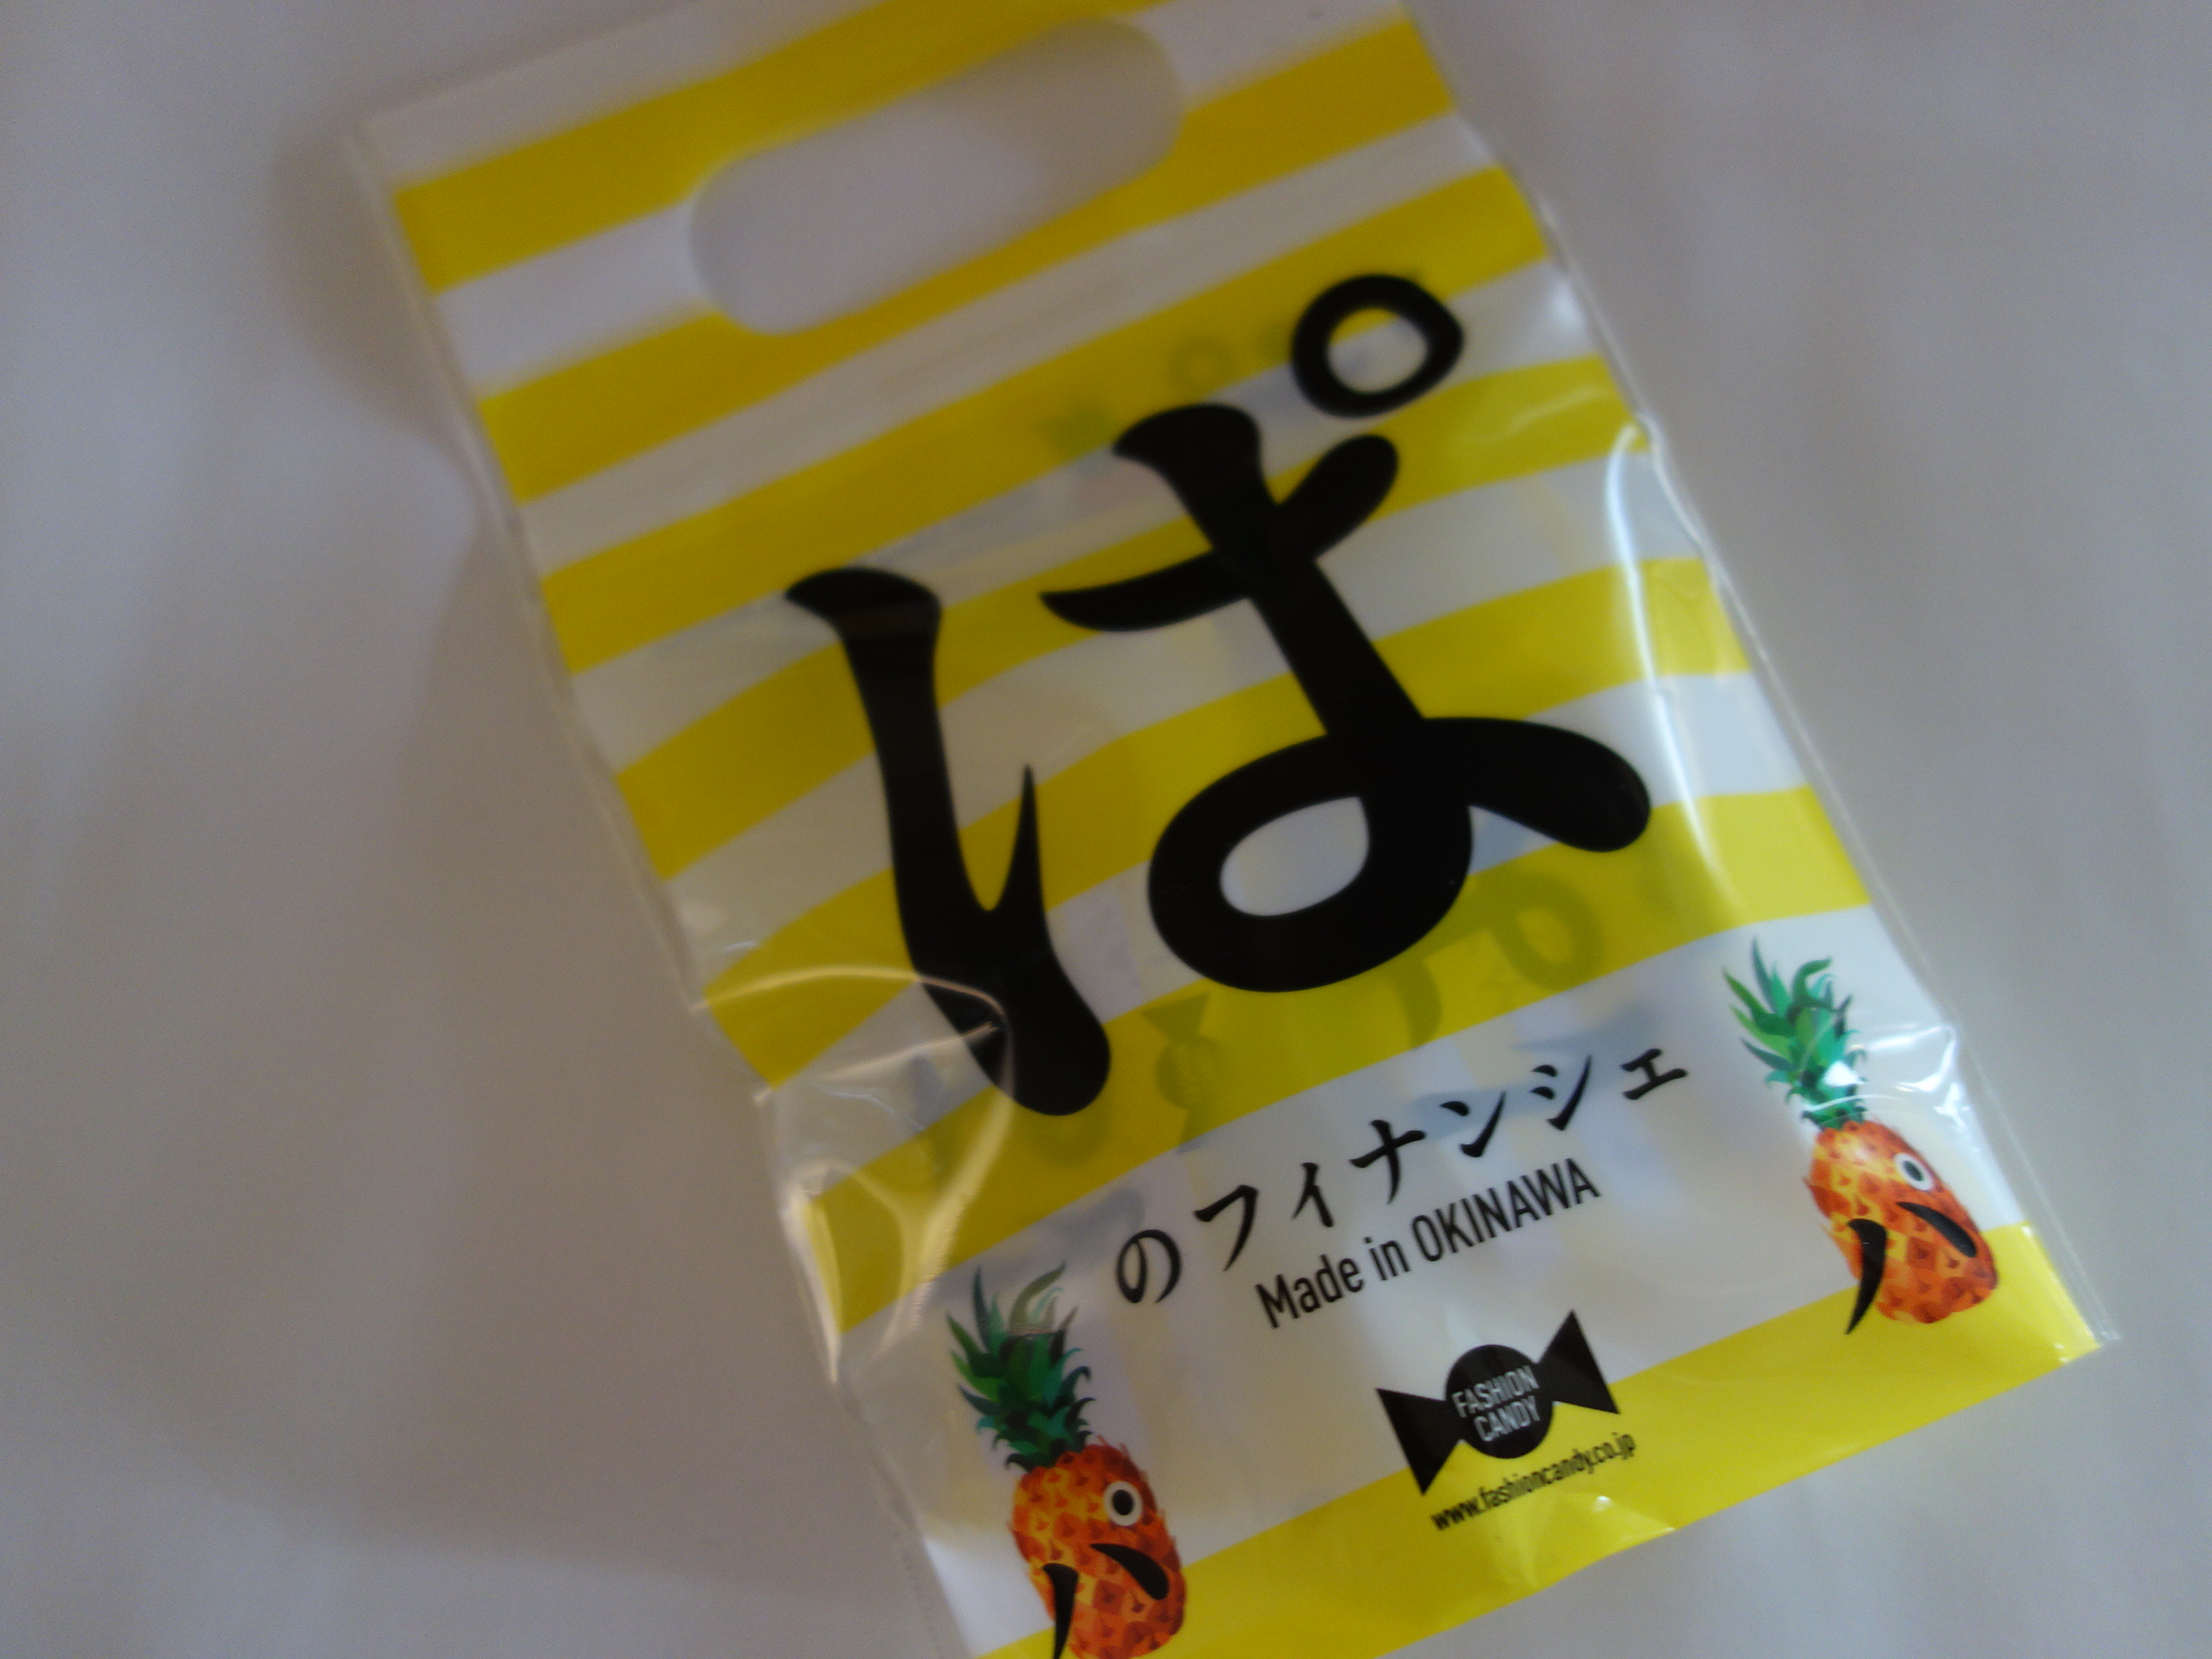 ぱ
のフィナンシェ
Made in OKINAWA
FASHION
CANDY
www.fashioncandy.co.jp